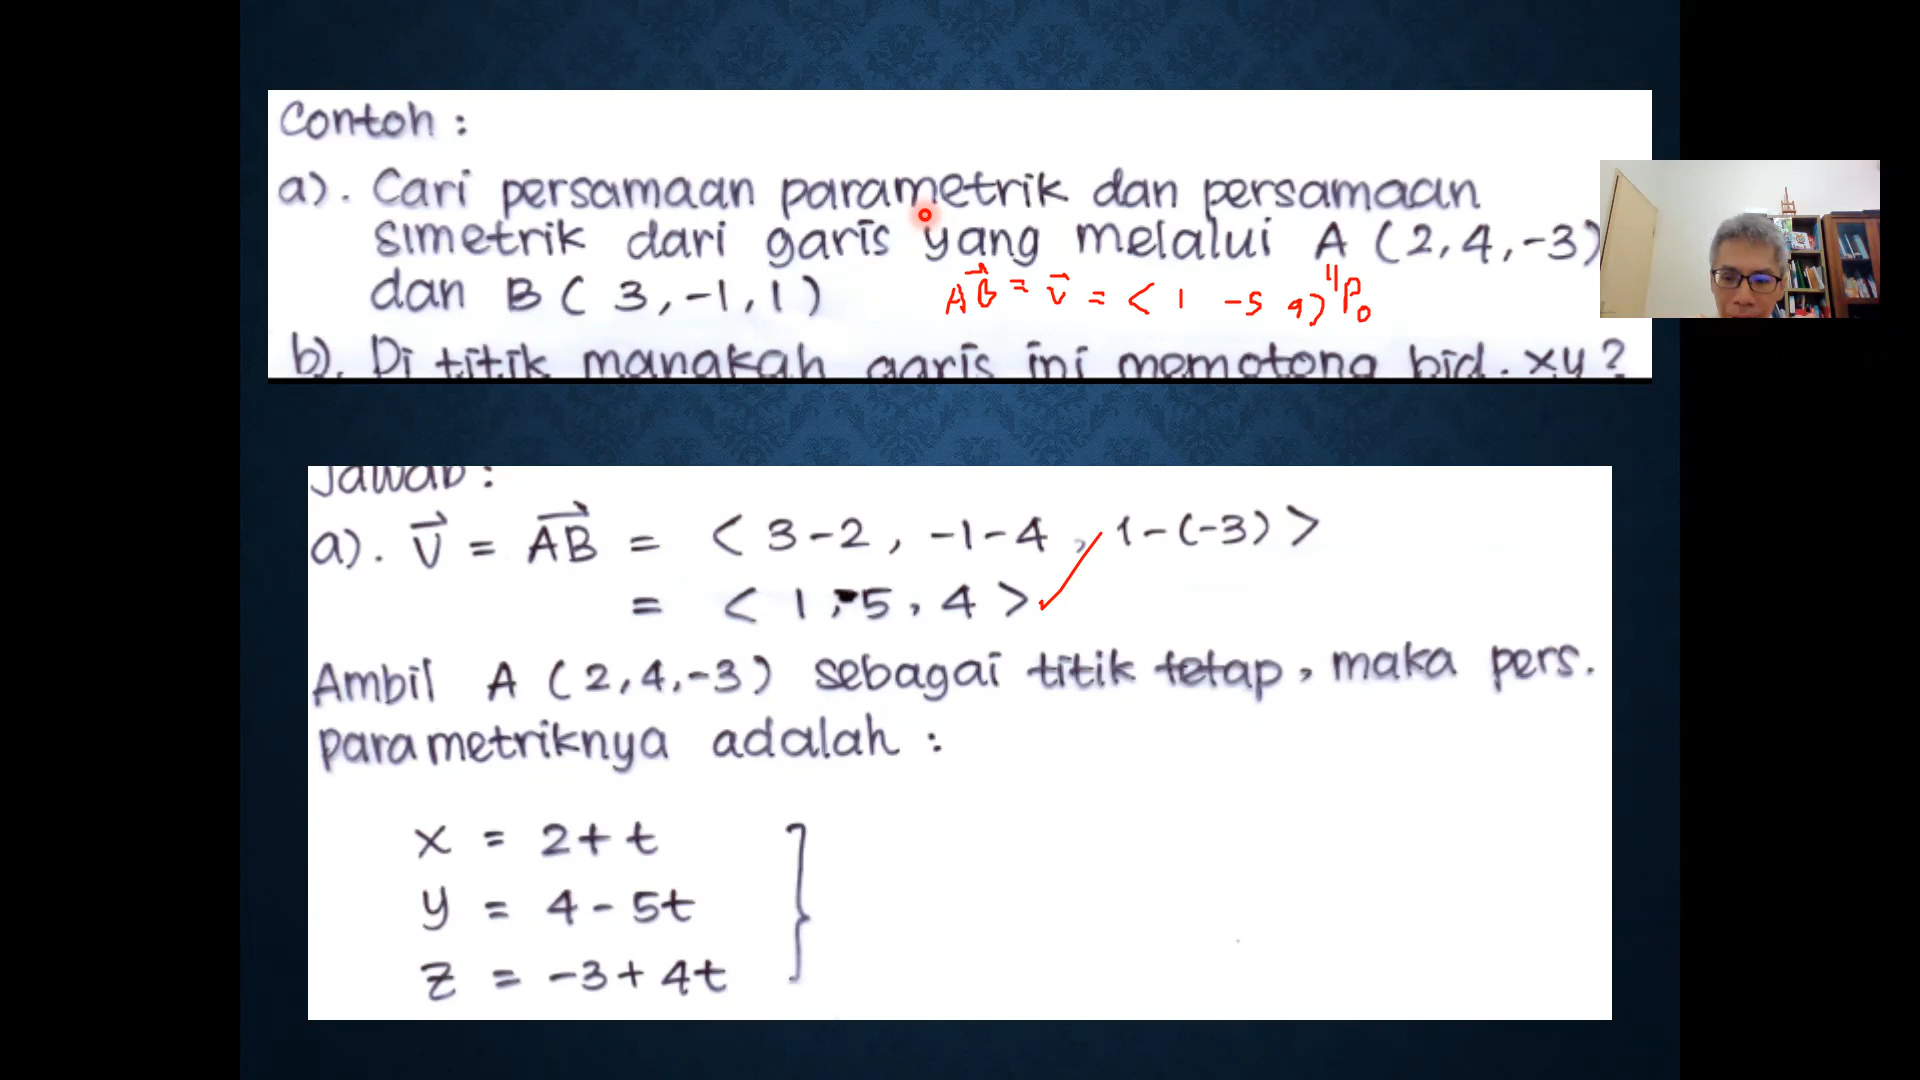 Contoh :
a). Cari persamaan parametrik dan persamaan
simetrik dari garis yang melalui A (2,4,-3)
dan B ( 3,-1,1)
AB = v = < 1 -5 4> P0
b). Di titik manakah garis ini memotong bid. xy ?
Jawab :
a). V = AB = < 3-2, -1-4, 1-(-3) >
= < 1, -5, 4 >
Ambil A (2,4,-3) sebagai titik tetap, maka pers.
parametriknya adalah :
x = 2+t
y = 4-5t
z = -3+4t